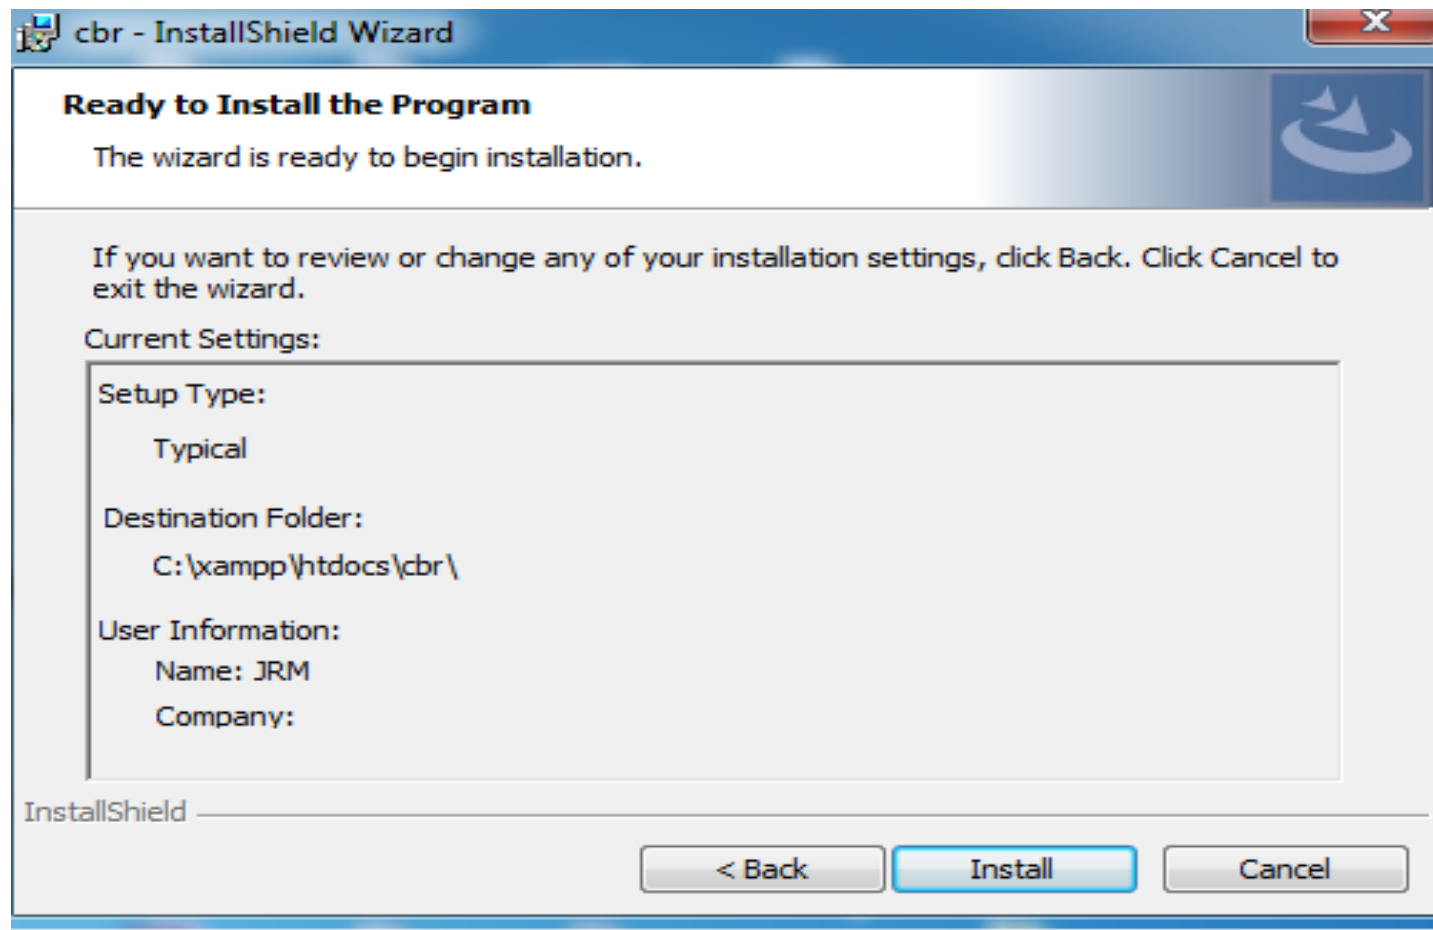 cbr - InstallShield Wizard
Ready to Install the Program
The wizard is ready to begin installation.
If you want to review or change any of your installation settings, click Back. Click Cancel to
exit the wizard.
Current Settings:
Setup Type:
Typical
Destination Folder:
C:\xampp\htdocs\cbr\
User Information:
Name: JRM
Company:
InstallShield
< Back
Install
Cancel